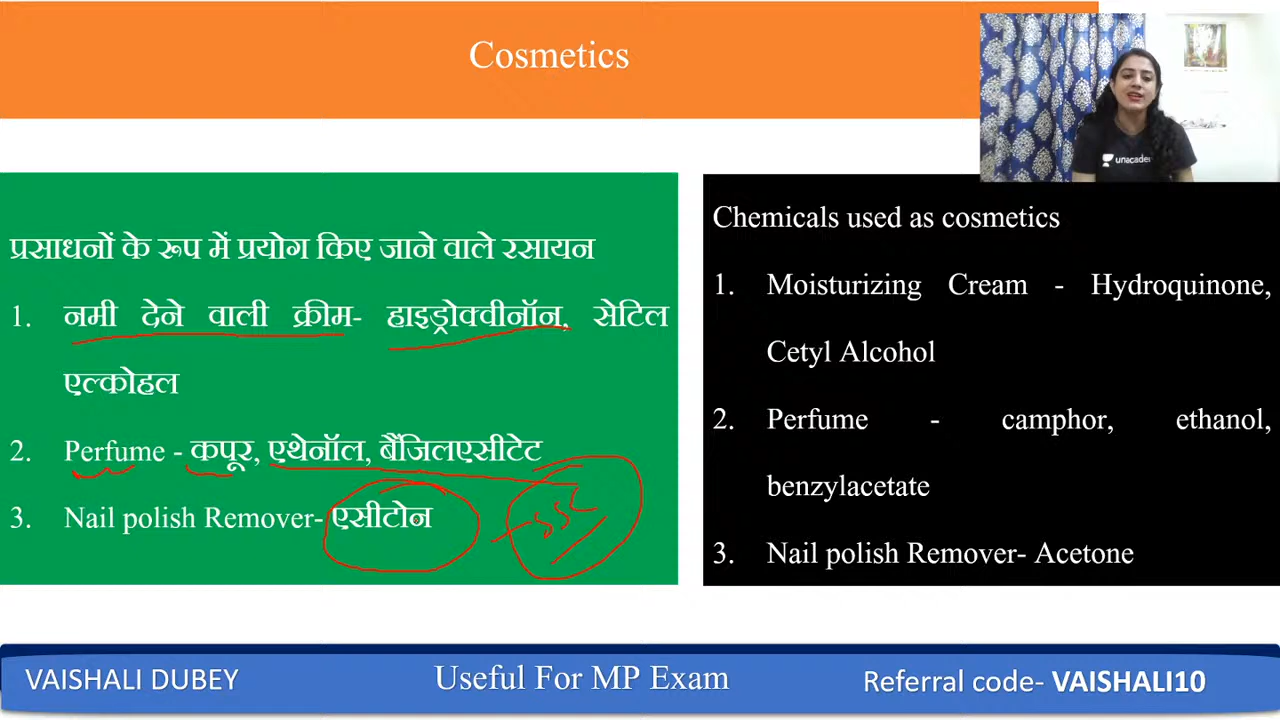 Cosmetics
unacademy
प्रसाधनों के रूप में प्रयोग किए जाने वाले रसायन
1. नमी देने वाली क्रीम- हाइड्रोक्वीनॉन, सेटिल
एल्कोहल
2. Perfume - कपूर, एथेनॉल, बैंजिलएसीटेट
3. Nail polish Remover- एसीटोन
Chemicals used as cosmetics
1. Moisturizing Cream - Hydroquinone,
Cetyl Alcohol
2. Perfume - camphor, ethanol,
benzylacetate
3. Nail polish Remover- Acetone
VAISHALI DUBEY
Useful For MP Exam
Referral code- VAISHALI10